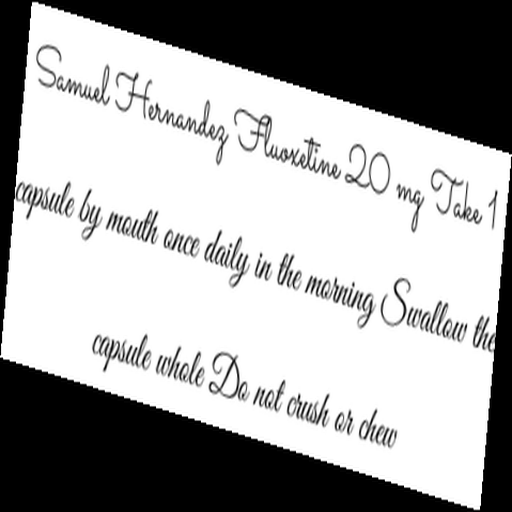 Samuel Hernandez Fluoxetine 20 mg Take 1
capsule by mouth once daily in the morning Swallow the
capsule whole Do not crush or chew